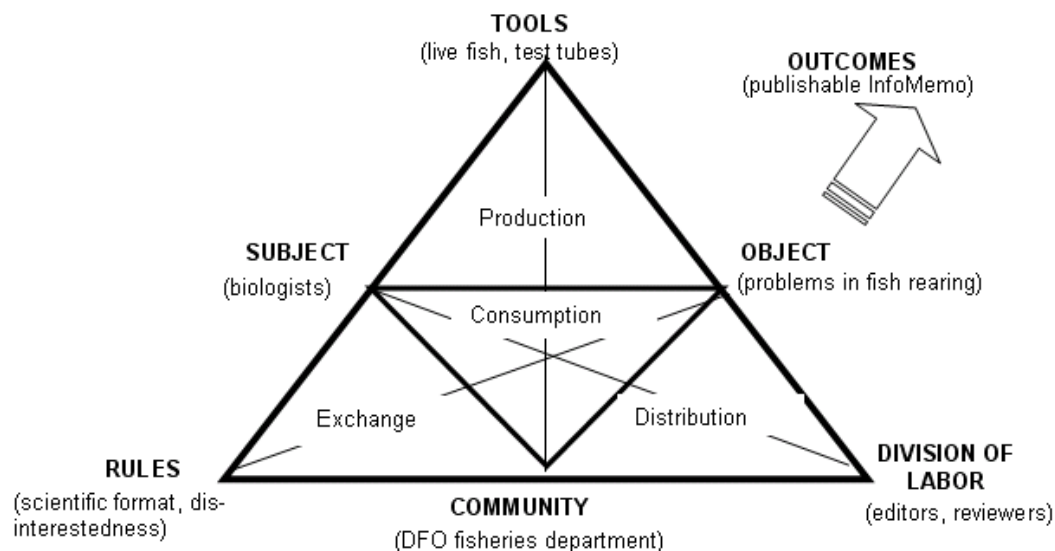 TOOLS
(live fish, test tubes)
OUTCOMES
(publishable InfoMemo)
Production
SUBJECT
(biologists)
OBJECT
(problems in fish rearing)
Consumption
Exchange
Distribution
RULES
(scientific format, dis-
interestedness)
COMMUNITY
(DFO fisheries department)
DIVISION OF
LABOR
(editors, reviewers)